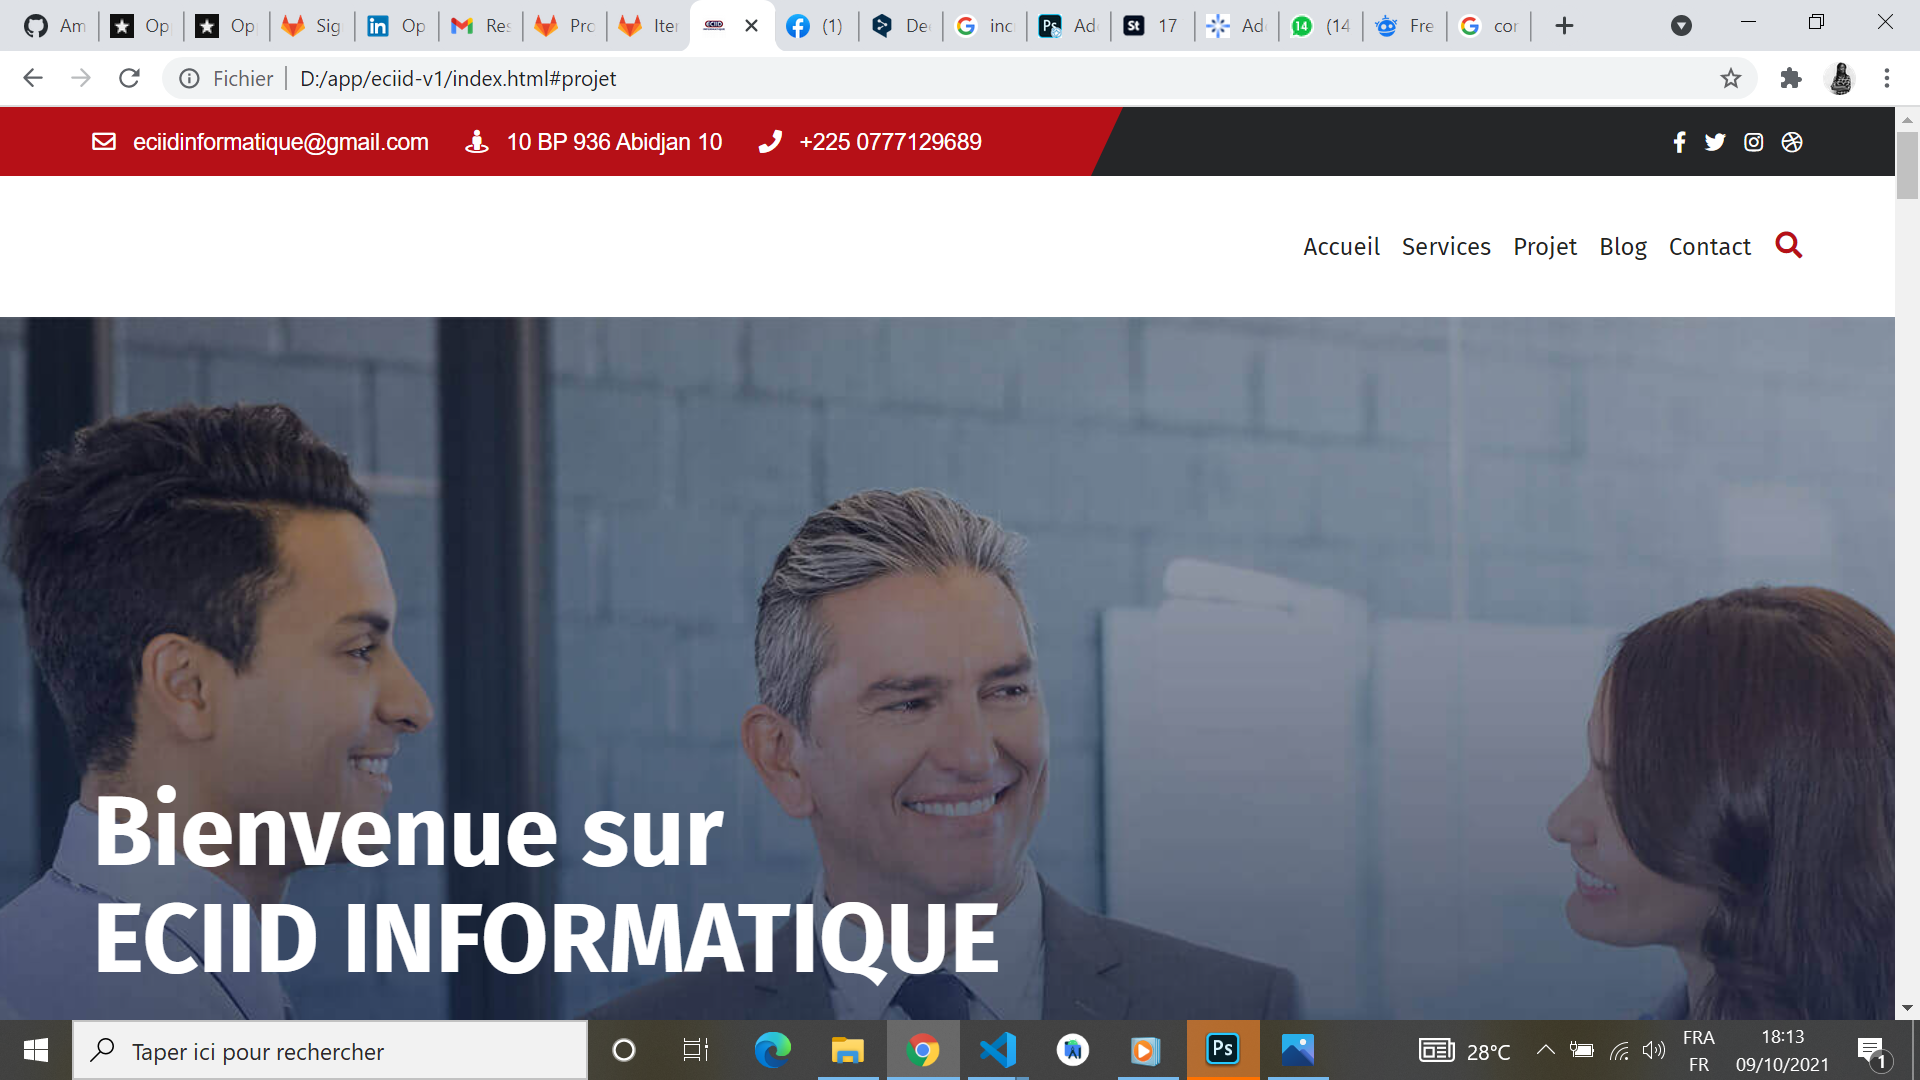 Am
Op
Op
Sig
Op
Res
Pro
Iter
ECIID
(1)
De
inc
Ad
17
Ad
(14
Fre
cor
Fichier
D:/app/eciid-v1/index.html#projet
eciidinformatique@gmail.com
10 BP 936 Abidjan 10
+225 0777129689
Accueil
Services
Projet
Blog
Contact
Bienvenue sur
ECIID INFORMATIQUE
Taper ici pour rechercher
Ps
28°C
FRA
FR
18:13
09/10/2021
1